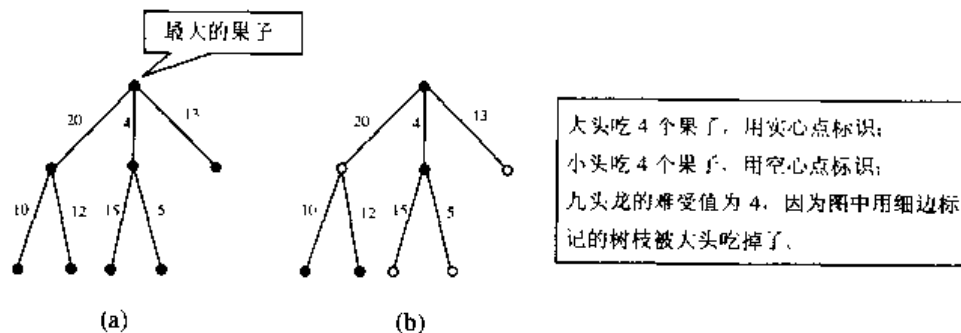 最大的果子
20
4
13
10
12
15
5
(a)
20
4
13
10
12
15
5
(b)
大头吃 4 个果子，用实心点标识；
小头吃 4 个果子，用空心点标识；
九头龙的难受值为 4，因为图中用细边标
记的树枝被大头吃掉了。